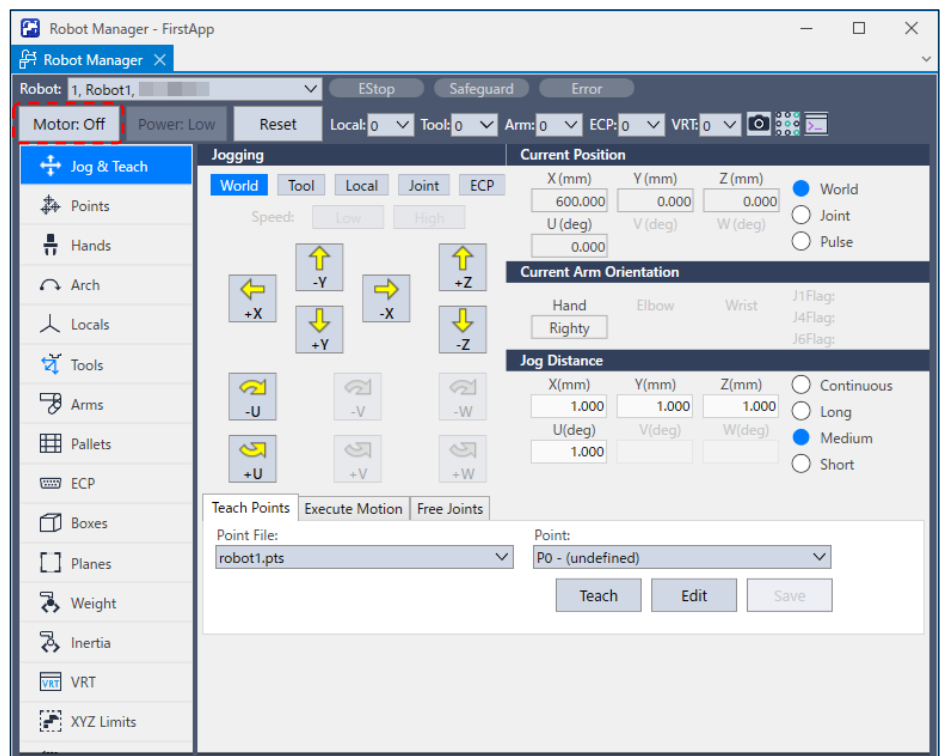 Robot Manager - FirstApp
Robot Manager
Robot: 1, Robot1, EStop Safeguard Error
Motor: Off Power: Low Reset Local: 0 Tool: 0 Arm: 0 ECP: 0 VRT: 0
Jog & Teach
Points
Hands
Arch
Locals
Tools
Arms
Pallets
ECP
Boxes
Planes
Weight
Inertia
VRT
VRT
XYZ Limits
Jogging
World Tool Local Joint ECP
Speed: Low High
-Y +Z
+X -X
+Y -Z
-U -V -W
+U +V +W
Current Position
X (mm) Y (mm) Z (mm)
600.000 0.000 0.000
U (deg) V (deg) W (deg)
0.000
World
Joint
Pulse
Current Arm Orientation
Hand Elbow Wrist
Righty
J1Flag:
J4Flag:
J6Flag:
Jog Distance
X(mm) Y(mm) Z(mm)
1.000 1.000 1.000
U(deg) V(deg) W(deg)
1.000
Continuous
Long
Medium
Short
Teach Points Execute Motion Free Joints
Point File: Point:
robot1.pts P0 - (undefined)
Teach Edit Save